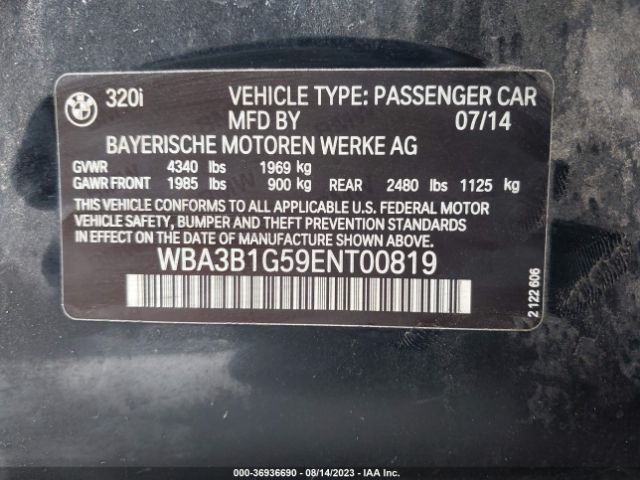 BMW
320i VEHICLE TYPE: PASSENGER CAR
MFD BY 07/14
BAYERISCHE MOTOREN WERKE AG
GVWR 4340 lbs 1969 kg
GAWR FRONT 1985 lbs 900 kg REAR 2480 lbs 1125 kg
THIS VEHICLE CONFORMS TO ALL APPLICABLE U.S. FEDERAL MOTOR
VEHICLE SAFETY, BUMPER AND THEFT PREVENTION STANDARDS IN
EFFECT ON THE DATE OF MANUFACTURE SHOWN ABOVE.
WBA3B1G59ENT00819
2 122 606
000-36936690 - 08/14/2023 - IAA Inc.